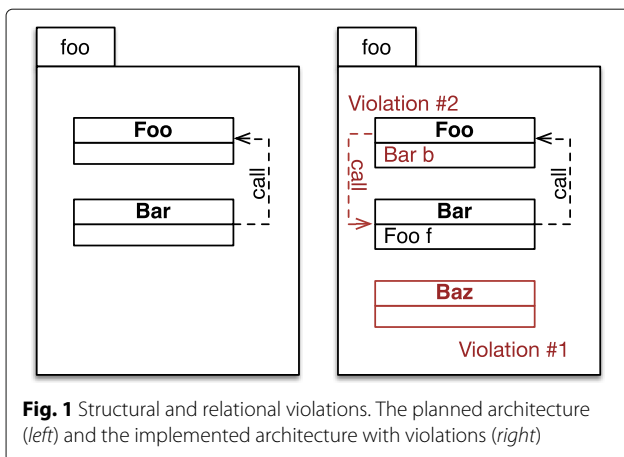 foo
Foo
call
Bar
foo
Violation #2
Foo
Bar b
call
call
Bar
Foo f
Baz
Violation #1
Fig. 1 Structural and relational violations. The planned architecture
(left) and the implemented architecture with violations (right)